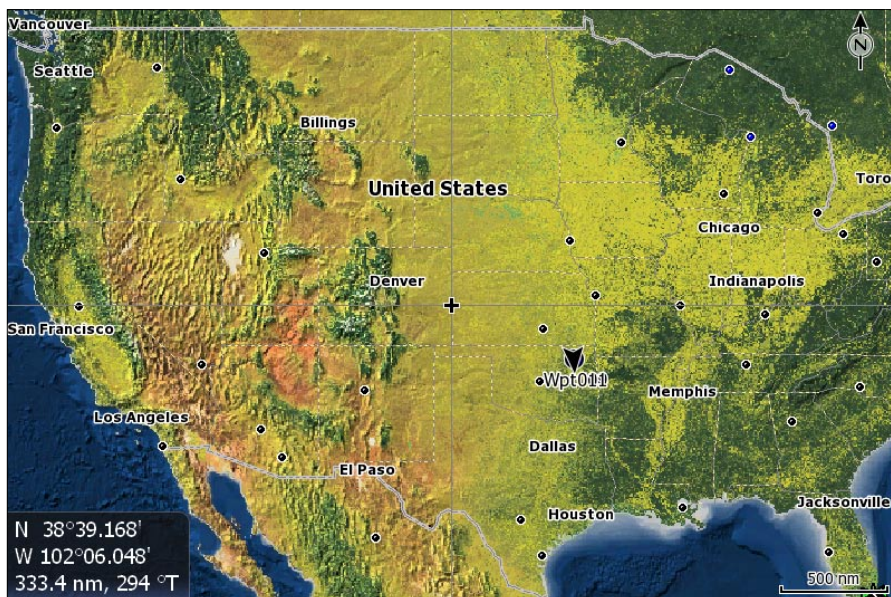 Vancouver
N
Seattle
Billings
Toro
United States
Chicago
Denver
Indianapolis
San Francisco
Wpt011
Memphis
Los Angeles
Dallas
El Paso
Jacksonville
Houston
N 38°39.168'
W 102°06.048'
333.4 nm, 294 °T
500 nm